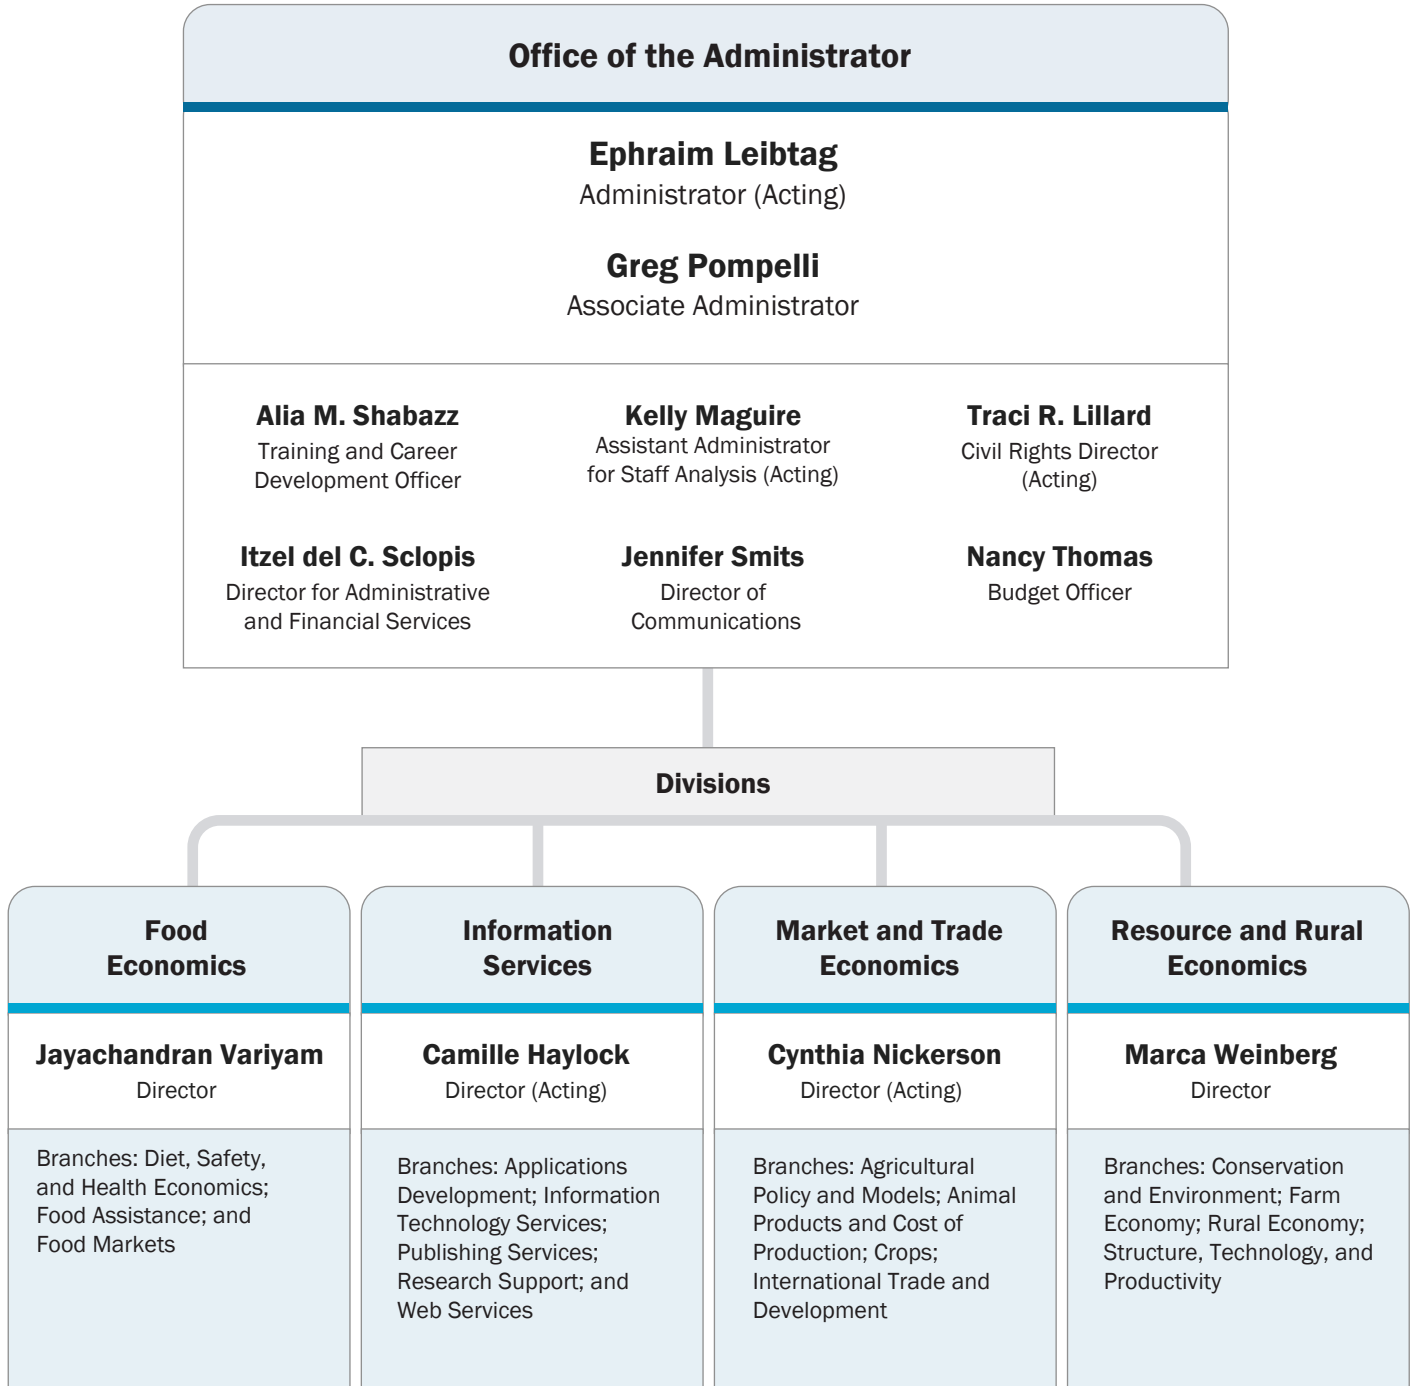 Office of the Administrator
Ephraim Leibtag
Administrator (Acting)
Greg Pompelli
Associate Administrator
Alia M. Shabazz
Training and Career
Development Officer
Kelly Maguire
Assistant Administrator
for Staff Analysis (Acting)
Traci R. Lillard
Civil Rights Director
(Acting)
Itzel del C. Sclopis
Director for Administrative
and Financial Services
Jennifer Smits
Director of
Communications
Nancy Thomas
Budget Officer
Divisions
Food
Economics
Jayachandran Variyam
Director
Branches: Diet, Safety,
and Health Economics;
Food Assistance; and
Food Markets
Information
Services
Camille Haylock
Director (Acting)
Branches: Applications
Development; Information
Technology Services;
Publishing Services;
Research Support; and
Web Services
Market and Trade
Economics
Cynthia Nickerson
Director (Acting)
Branches: Agricultural
Policy and Models; Animal
Products and Cost of
Production; Crops;
International Trade and
Development
Resource and Rural
Economics
Marca Weinberg
Director
Branches: Conservation
and Environment; Farm
Economy; Rural Economy;
Structure, Technology, and
Productivity